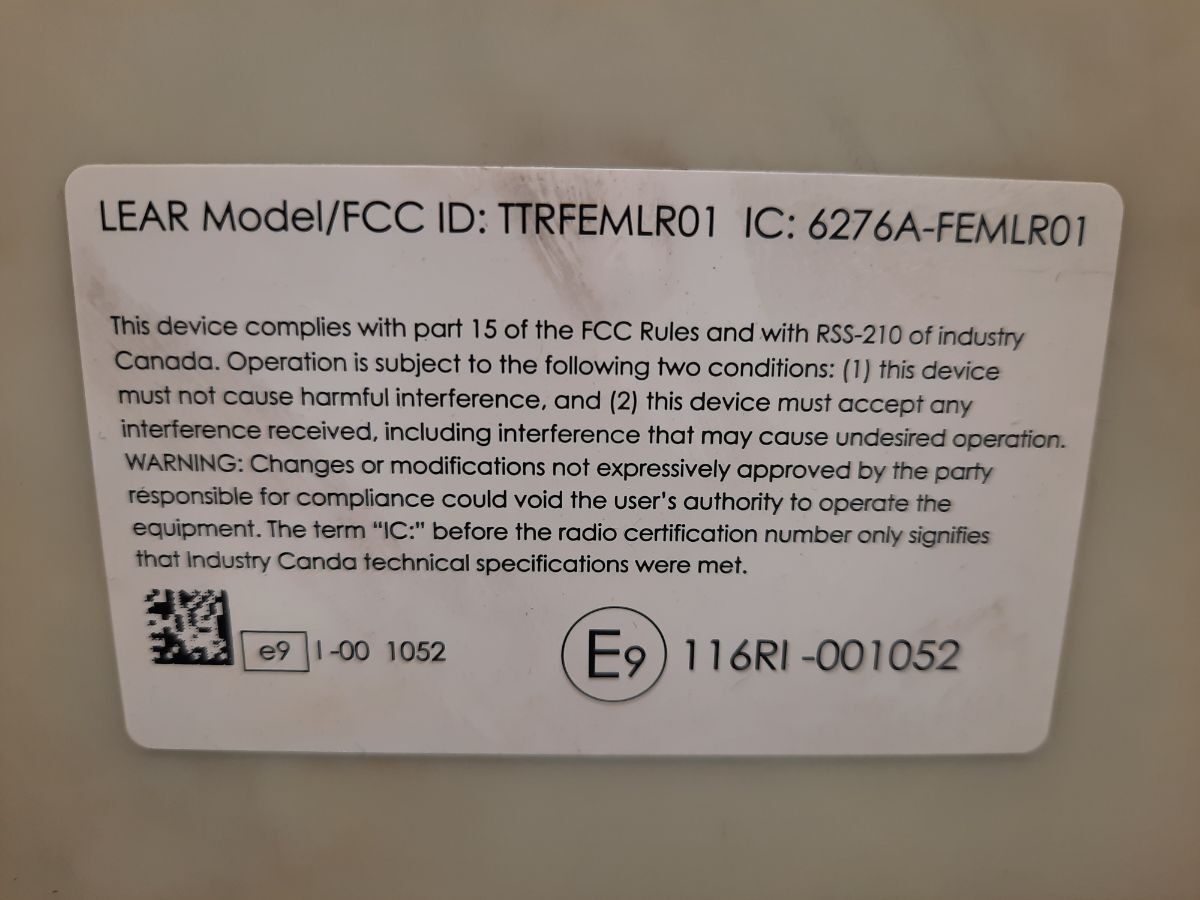 LEAR Model/FCC ID: TTRFEMLR01 IC: 6276A-FEMLR01
This device complies with part 15 of the FCC Rules and with RSS-210 of industry
Canada. Operation is subject to the following two conditions: (1) this device
must not cause harmful interference, and (2) this device must accept any
interference received, including interference that may cause undesired operation.
WARNING: Changes or modifications not expressively approved by the party
responsible for compliance could void the user's authority to operate the
equipment. The term “IC:” before the radio certification number only signifies
that Industry Canda technical specifications were met.
e9 I-00 1052 E9 116RI -001052